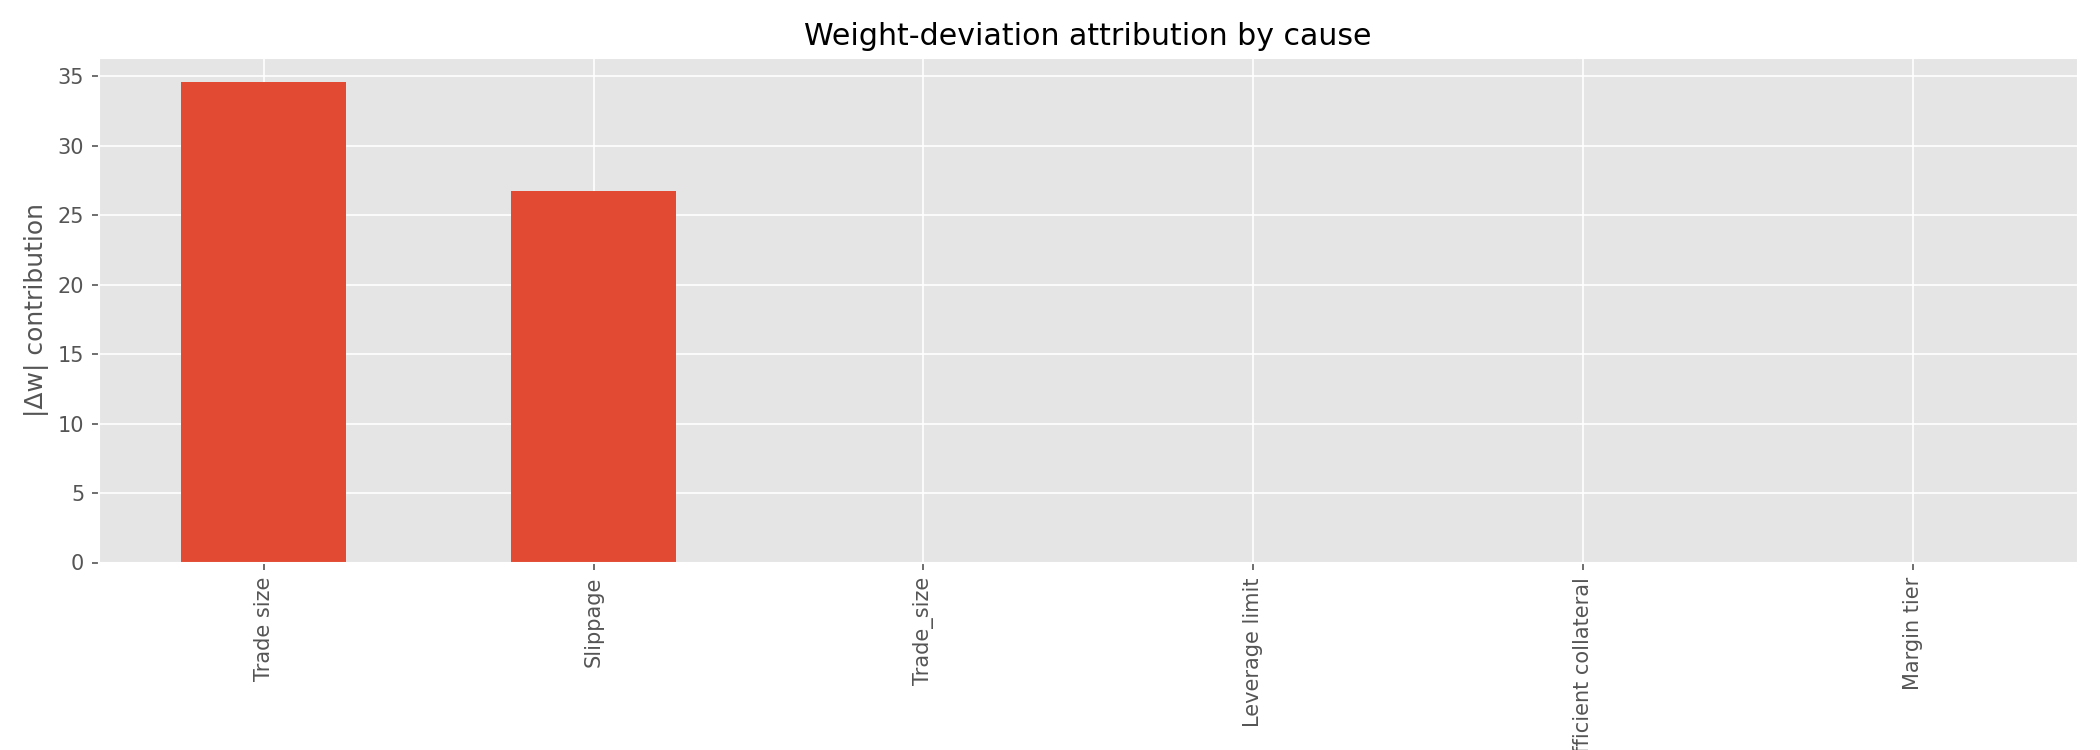 Weight-deviation attribution by cause
|Δw| contribution
35
30
25
20
15
10
5
0
Trade size
Slippage
Trade_size
Leverage limit
fficient collateral
Margin tier